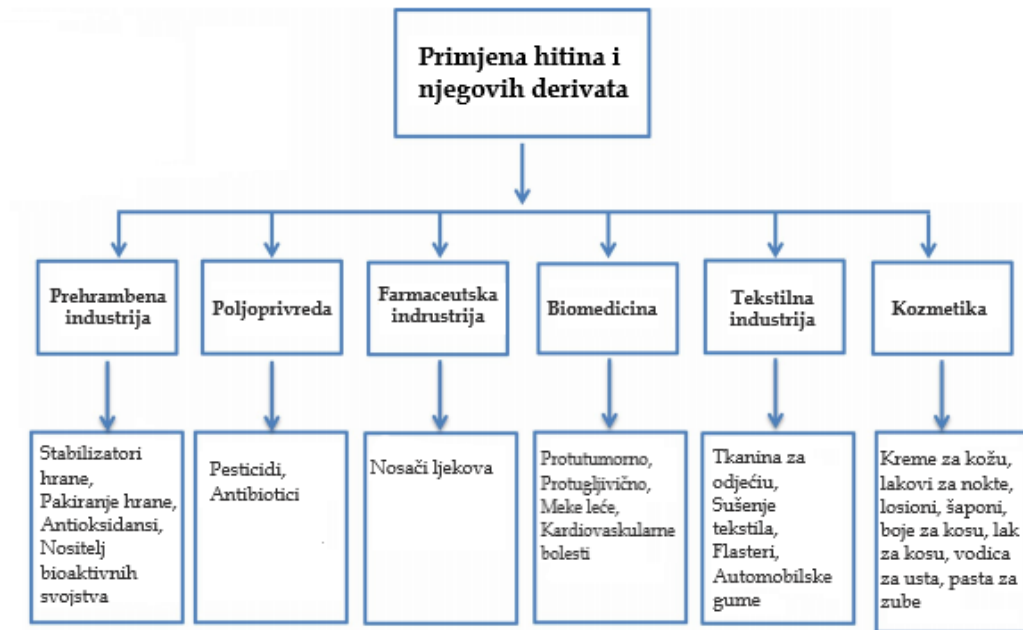 Primjena hitina i
njegovih derivata
Prehrambena
industrija
Poljoprivreda
Farmaceutska
indrustrija
Biomedicina
Tekstilna
industrija
Kozmetika
Stabilizatori
hrane,
Pakiranje hrane,
Antioksidansi,
Nositelj
bioaktivnih
svojstva
Pesticidi,
Antibiotici
Nosači ljekova
Protutumorno,
Protugljivično,
Meke leće,
Kardiovaskularne
bolesti
Tkanina za
odjeću,
Sušenje
tekstila,
Flasteri,
Automobilske
gume
Kreme za kožu,
lakovi za nokte,
losioni, šaponi,
boje za kosu, lak
za kosu, vodica
za usta, pasta za
zube